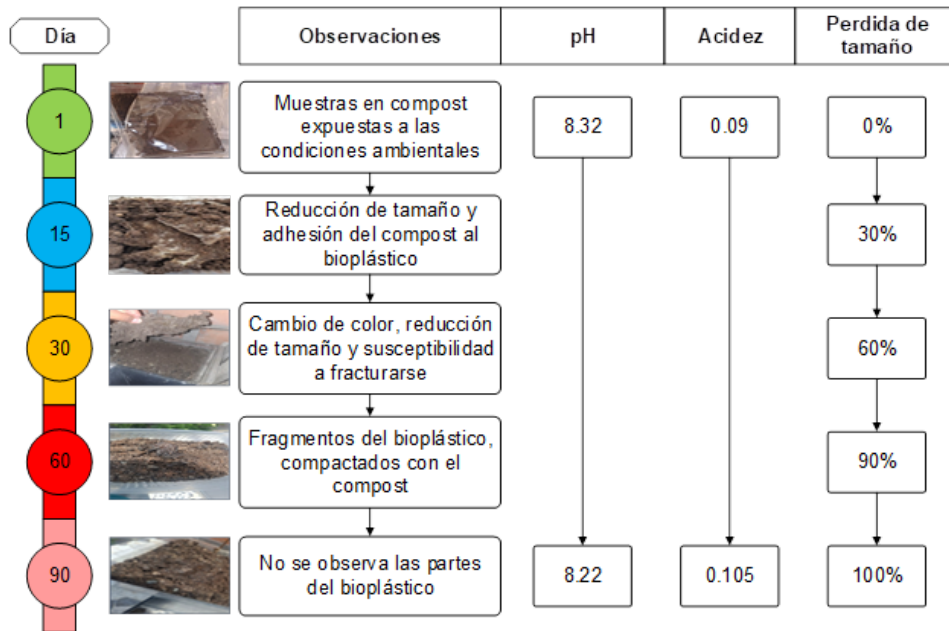 Día
Observaciones
pH
Acidez
Perdida de
tamaño
1
Muestras en compost
expuestas a las
condiciones ambientales
8.32
0.09
0%
15
Reducción de tamaño y
adhesión del compost al
bioplástico
30%
30
Cambio de color, reducción
de tamaño y susceptibilidad
a fracturarse
60%
60
Fragmentos del bioplástico,
compactados con el
compost
90%
90
No se observa las partes
del bioplástico
8.22
0.105
100%